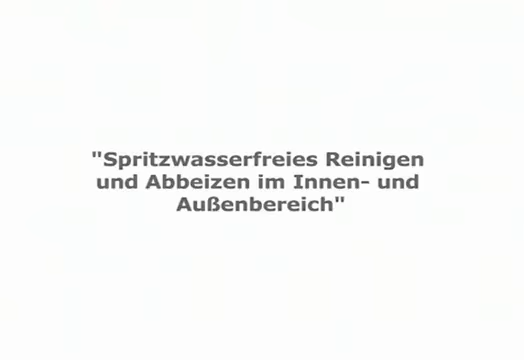 "Spritzwasserfreies Reinigen
und Abbeizen im Innen- und
Außenbereich"